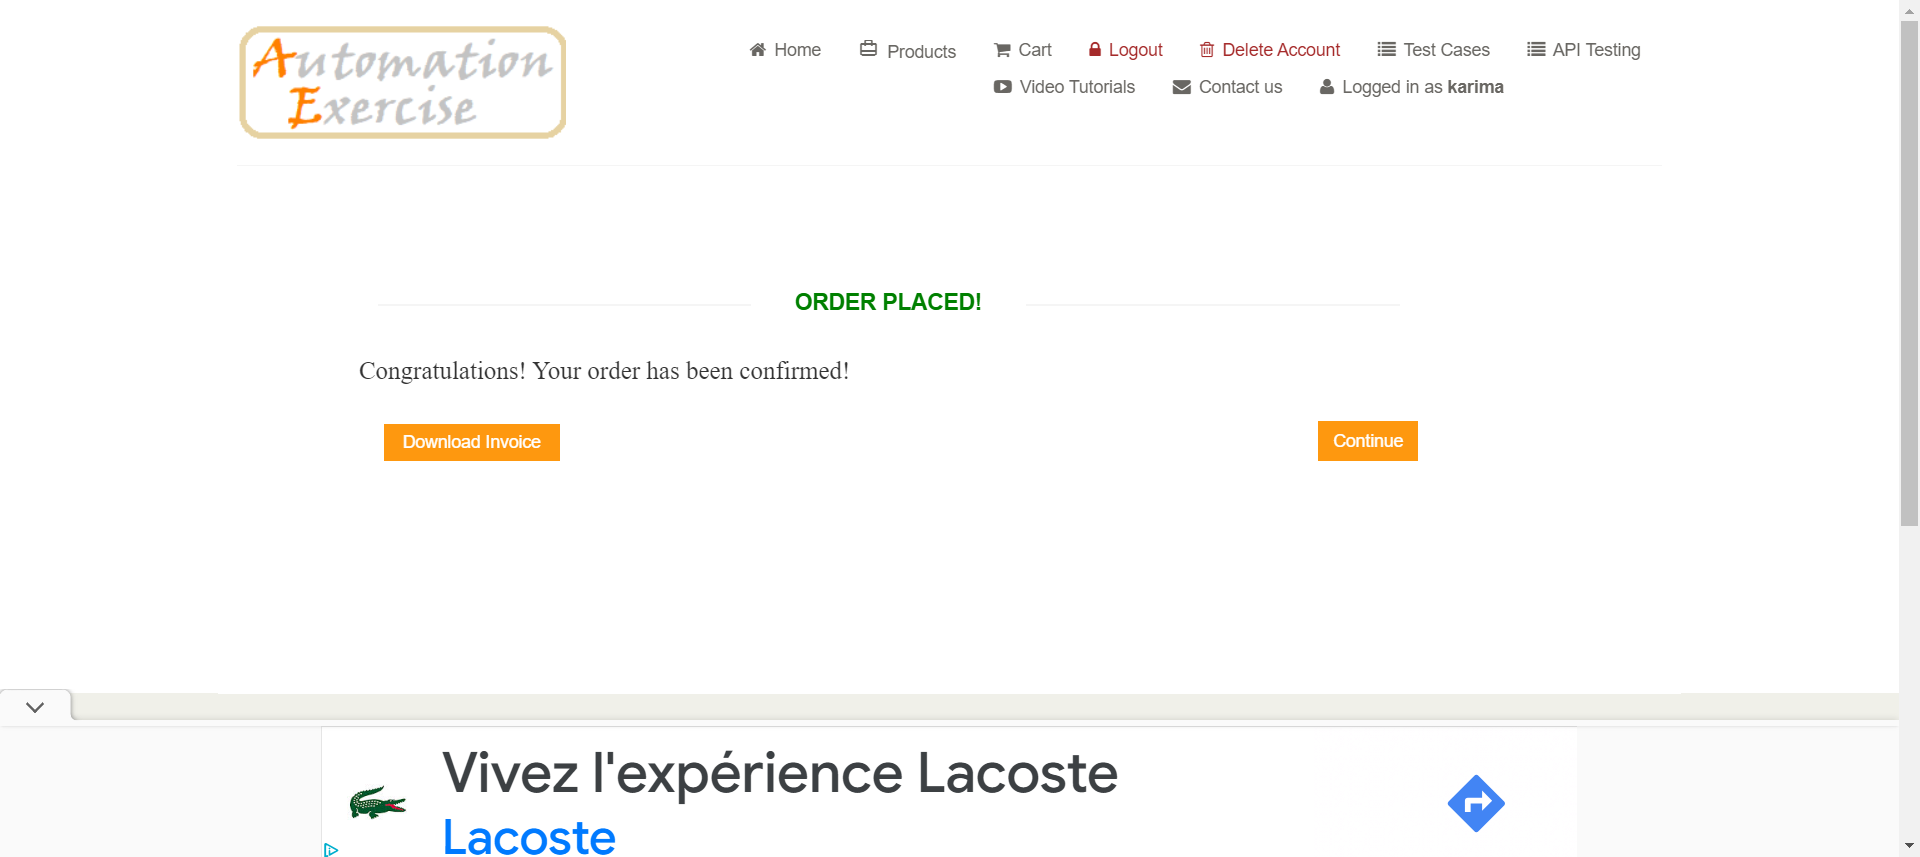 Automation
Exercise
Home Products Cart Logout Delete Account Test Cases API Testing
Video Tutorials Contact us Logged in as karima
ORDER PLACED!
Congratulations! Your order has been confirmed!
Download Invoice Continue
Vivez l'expérience Lacoste
Lacoste